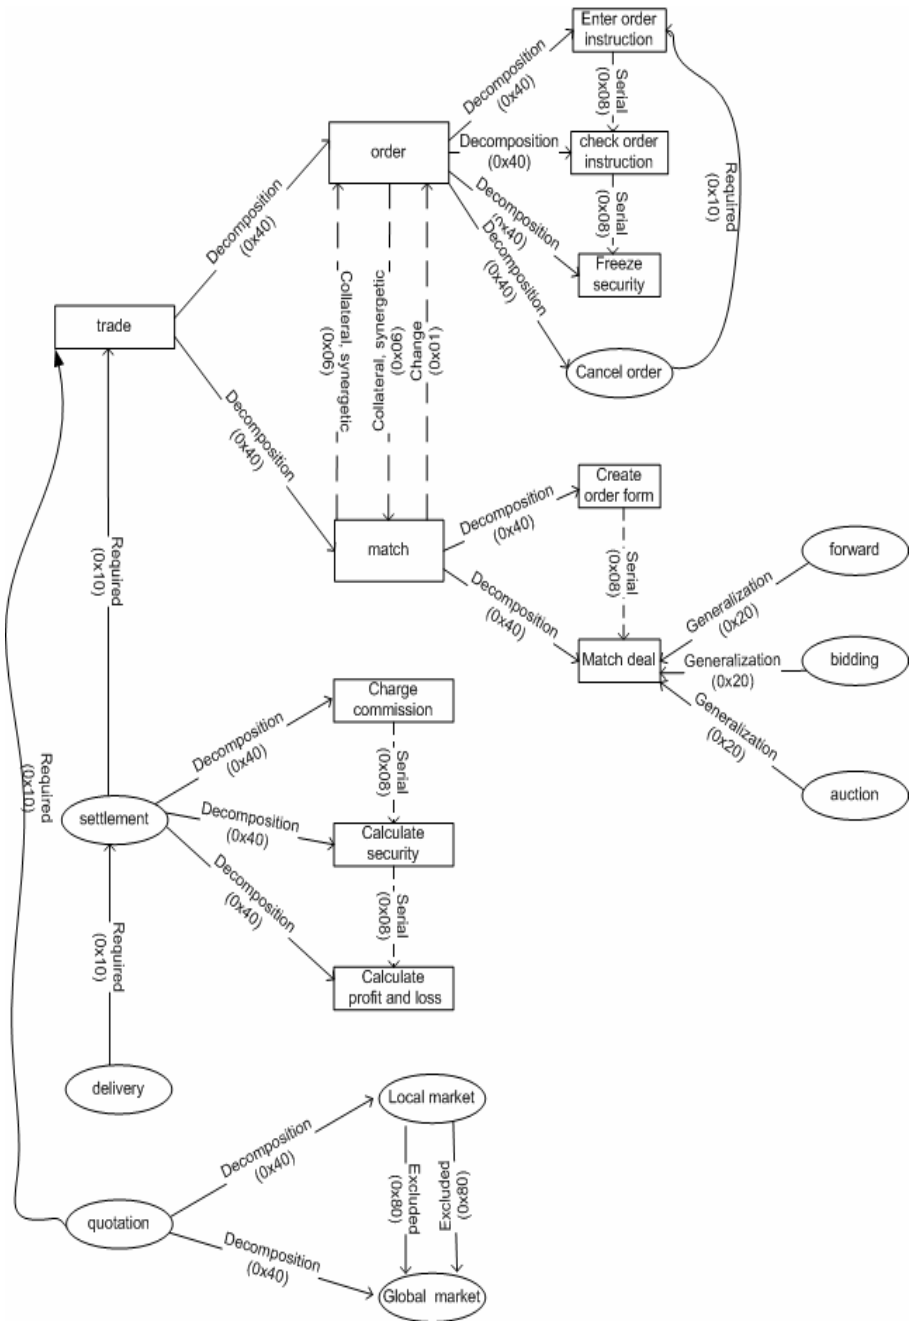 Enter order
instruction
Decomposition
(0x40)
Serial
(0x08)
order
Decomposition
(0x40)
check order
instruction
Required
(0x10)
Decomposition
(0x40)
Decomposition
(0x40)
Serial
(0x08)
Decomposition
(0x40)
Freeze
security
trade
Collateral, synergetic
(0x06)
Collateral, synergetic
(0x06)
Change
(0x01)
Cancel order
Decomposition
(0x40)
Create
order form
Decomposition
(0x40)
match
Required
(0x10)
Serial
(0x08)
forward
Generalization
(0x20)
Decomposition
(0x40)
Match deal
Generalization
(0x20)
bidding
Charge
commission
Generalization
(0x20)
Decomposition
(0x40)
Serial
(0x08)
Required
(0x10)
auction
settlement
Decomposition
(0x40)
Calculate
security
Decomposition
(0x40)
Serial
(0x08)
Required
(0x10)
Calculate
profit and loss
delivery
Local market
Decomposition
(0x40)
Excluded
(0x80)
Excluded
(0x80)
quotation
Decomposition
(0x40)
Global market